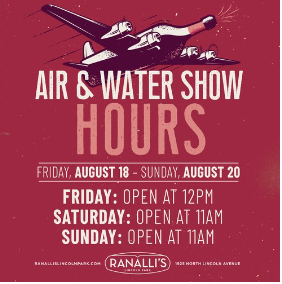 AIR & WATER SHOW
HOURS
FRIDAY, AUGUST 18 - SUNDAY, AUGUST 20
FRIDAY: OPEN AT 12PM
SATURDAY: OPEN AT 11AM
SUNDAY: OPEN AT 11AM
RANALLISLINCOLNPARK.COM RANALLI'S 1925 NORTH LINCOLN AVENUE
LINCOLN PARK